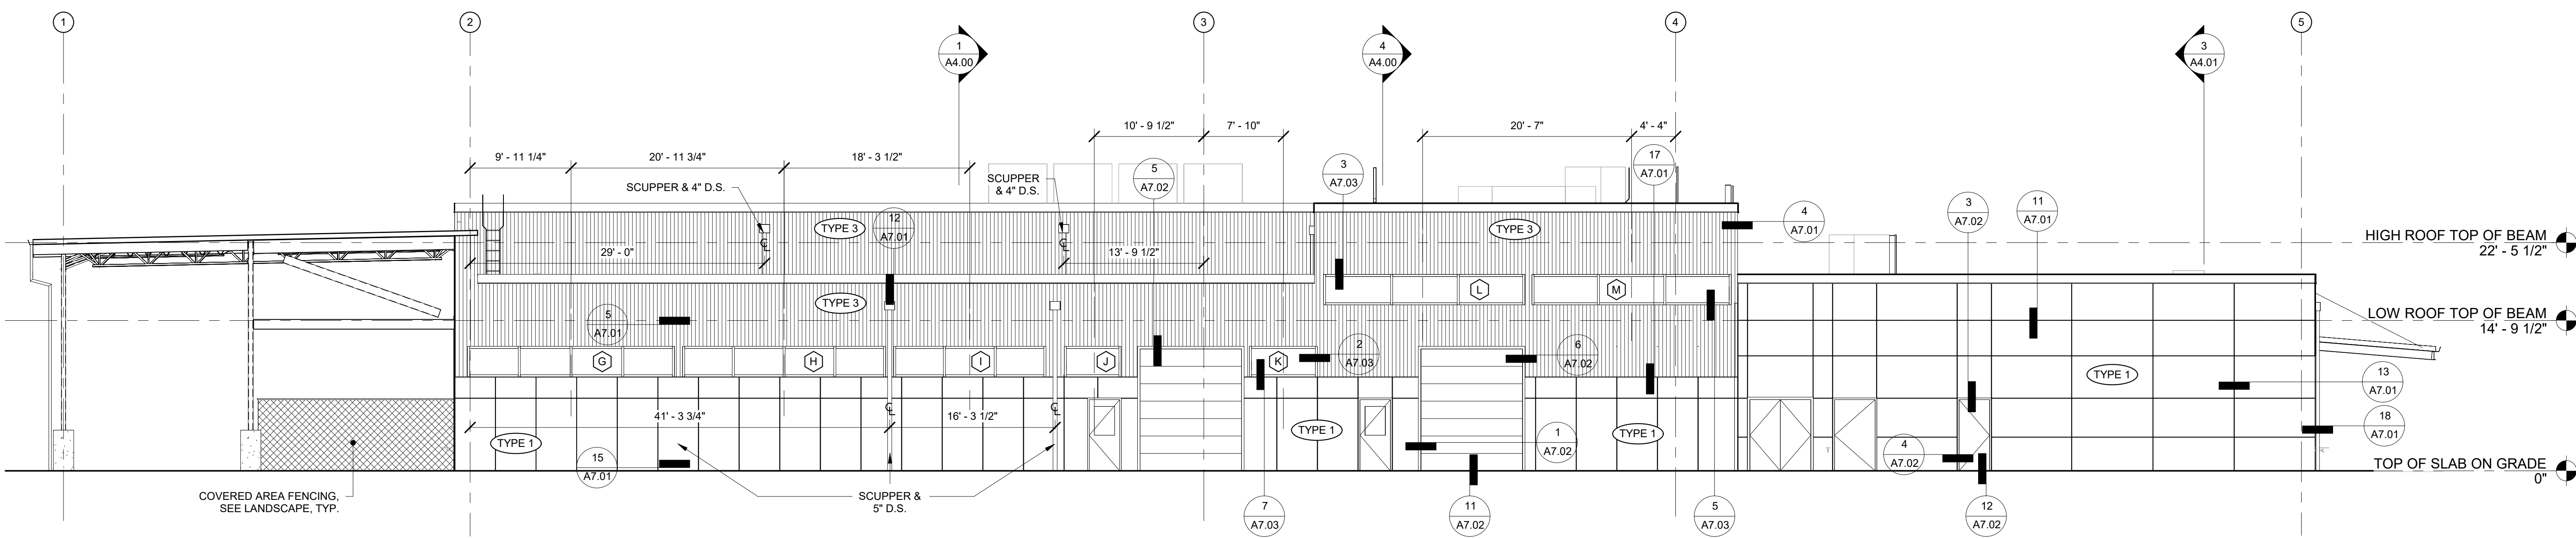 1
2
3
4
5
1
A4.00
4
A4.00
3
A4.01
10' - 9 1/2"
7' - 10"
20' - 7"
4' - 4"
9' - 11 1/4"
20' - 11 3/4"
18' - 3 1/2"
SCUPPER & 4" D.S.
SCUPPER
& 4" D.S.
5
A7.02
3
A7.03
17
A7.01
TYPE 3
12
A7.01
TYPE 3
4
A7.01
3
A7.02
11
A7.01
HIGH ROOF TOP OF BEAM
22' - 5 1/2"
29' - 0"
CL
CL
13' - 9 1/2"
L
M
TYPE 3
5
A7.01
LOW ROOF TOP OF BEAM
14' - 9 1/2"
G
H
I
J
K
2
A7.03
6
A7.02
TYPE 1
13
A7.01
41' - 3 3/4"
CL
16' - 3 1/2"
CL
TYPE 1
TYPE 1
TYPE 1
18
A7.01
1
A7.02
4
A7.02
15
A7.01
TOP OF SLAB ON GRADE
0"
COVERED AREA FENCING,
SEE LANDSCAPE, TYP.
SCUPPER &
5" D.S.
7
A7.03
11
A7.02
5
A7.03
12
A7.02